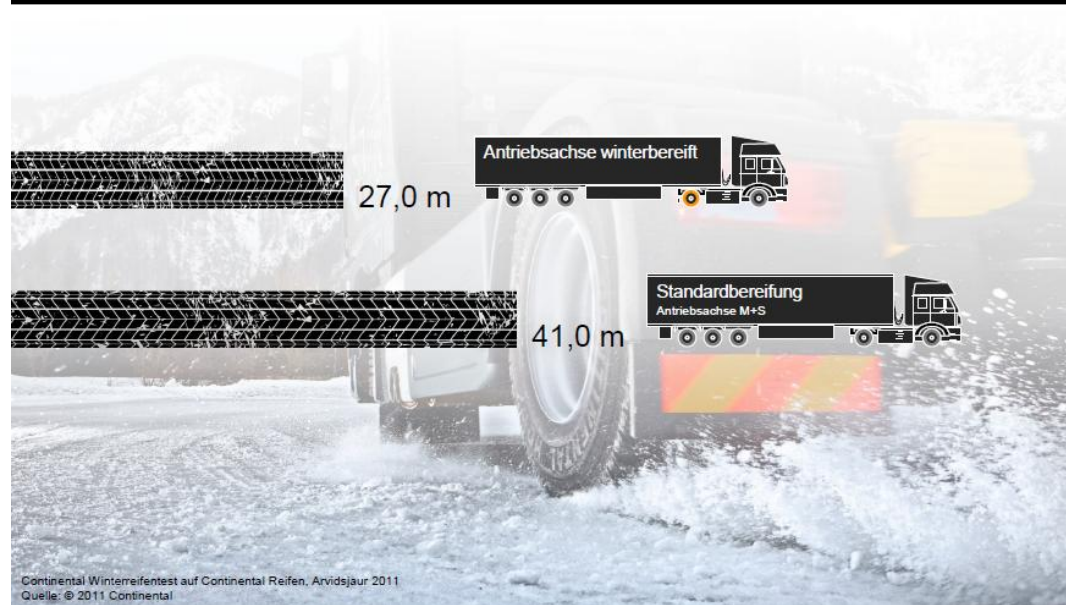 Antriebsachse winterbereift
27,0 m
Standardbereifung
Antriebsachse M+S
41,0 m
Continental Winterreifentest auf Continental Reifen, Arvidsjaur 2011
Quelle: © 2011 Continental